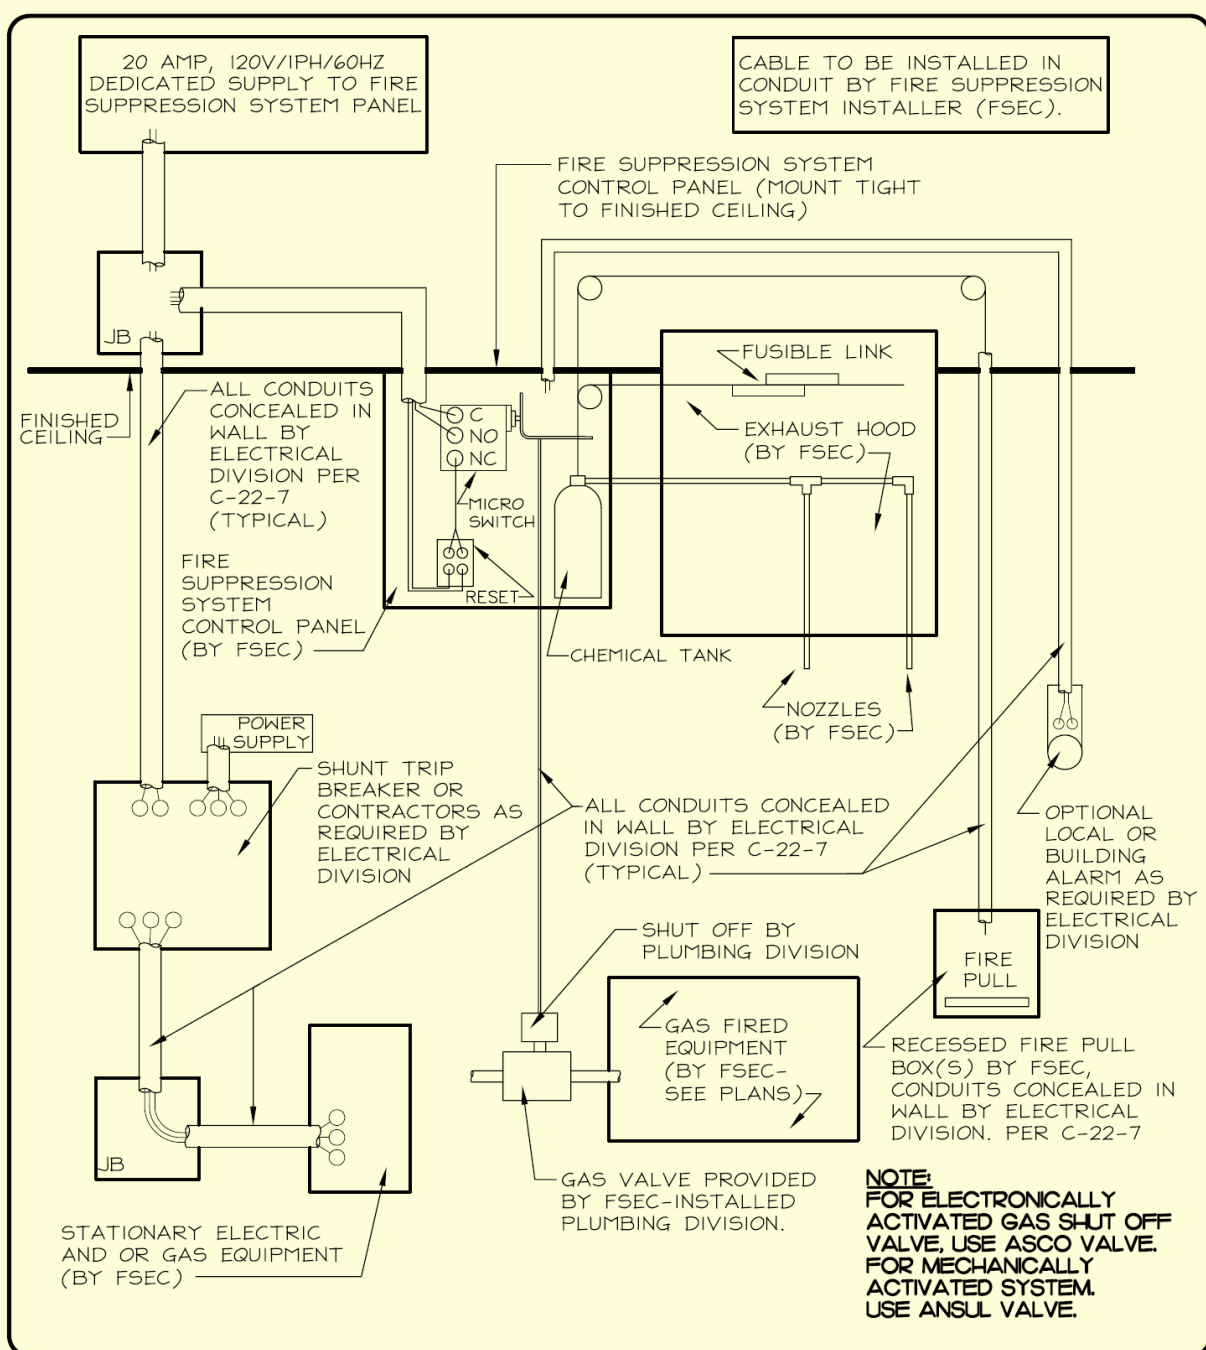 20 AMP, 120V/1PH/60HZ
DEDICATED SUPPLY TO FIRE
SUPPRESSION SYSTEM PANEL
CABLE TO BE INSTALLED IN
CONDUIT BY FIRE SUPPRESSION
SYSTEM INSTALLER (FSEC).
FIRE SUPPRESSION SYSTEM
CONTROL PANEL (MOUNT TIGHT
TO FINISHED CEILING)
JB
FINISHED
CEILING
ALL CONDUITS
CONCEALED IN
WALL BY
ELECTRICAL
DIVISION PER
C-22-7
(TYPICAL)
C
NO
NC
MICRO
SWITCH
RESET
FUSIBLE LINK
EXHAUST HOOD
(BY FSEC)
FIRE
SUPPRESSION
SYSTEM
CONTROL PANEL
(BY FSEC)
CHEMICAL TANK
NOZZLES
(BY FSEC)
POWER
SUPPLY
SHUNT TRIP
BREAKER OR
CONTRACTORS AS
REQUIRED BY
ELECTRICAL
DIVISION
ALL CONDUITS CONCEALED
IN WALL BY ELECTRICAL
DIVISION PER C-22-7
(TYPICAL)
OPTIONAL
LOCAL OR
BUILDING
ALARM AS
REQUIRED BY
ELECTRICAL
DIVISION
SHUT OFF BY
PLUMBING DIVISION
FIRE
PULL
GAS FIRED
EQUIPMENT
(BY FSEC-
SEE PLANS)
RECESSED FIRE PULL
BOX(S) BY FSEC,
CONDUITS CONCEALED IN
WALL BY ELECTRICAL
DIVISION. PER C-22-7
JB
GAS VALVE PROVIDED
BY FSEC-INSTALLED
PLUMBING DIVISION.
STATIONARY ELECTRIC
AND OR GAS EQUIPMENT
(BY FSEC)
NOTE:
FOR ELECTRONICALLY
ACTIVATED GAS SHUT OFF
VALVE, USE ASCO VALVE.
FOR MECHANICALLY
ACTIVATED SYSTEM.
USE ANSUL VALVE.